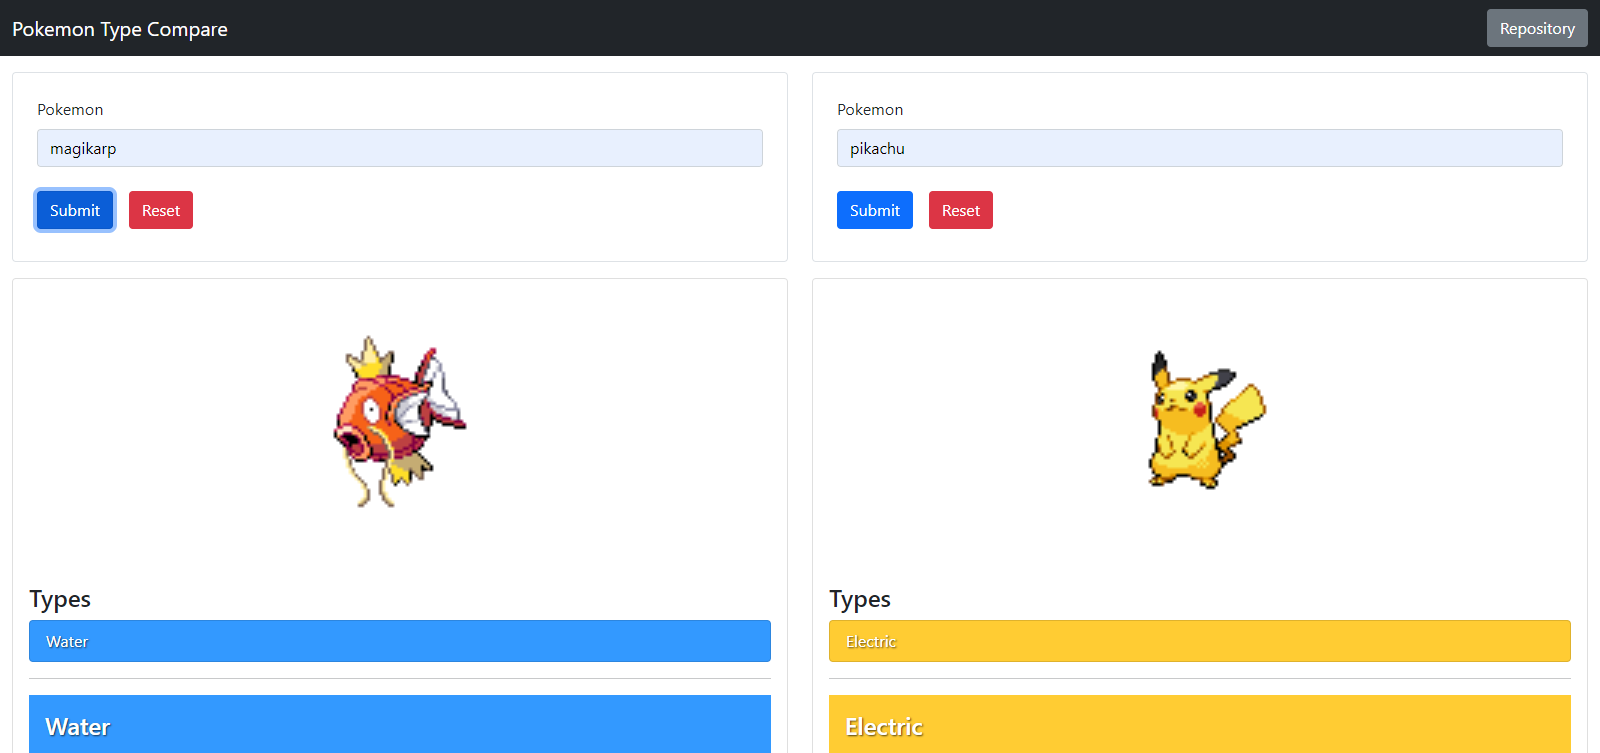 Pokemon Type Compare
Repository
Pokemon
magikarp
Submit Reset
Types
Water
Water
Pokemon
pikachu
Submit Reset
Types
Electric
Electric